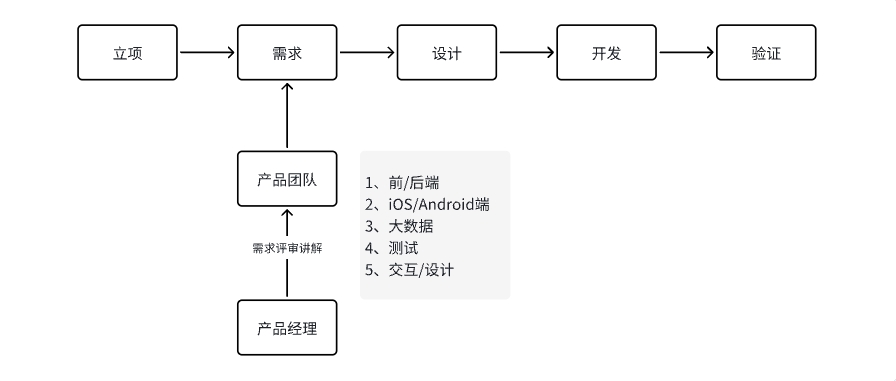 立项
需求
设计
开发
验证
产品团队
1、前/后端
2、iOS/Android端
3、大数据
4、测试
5、交互/设计
需求评审讲解
产品经理